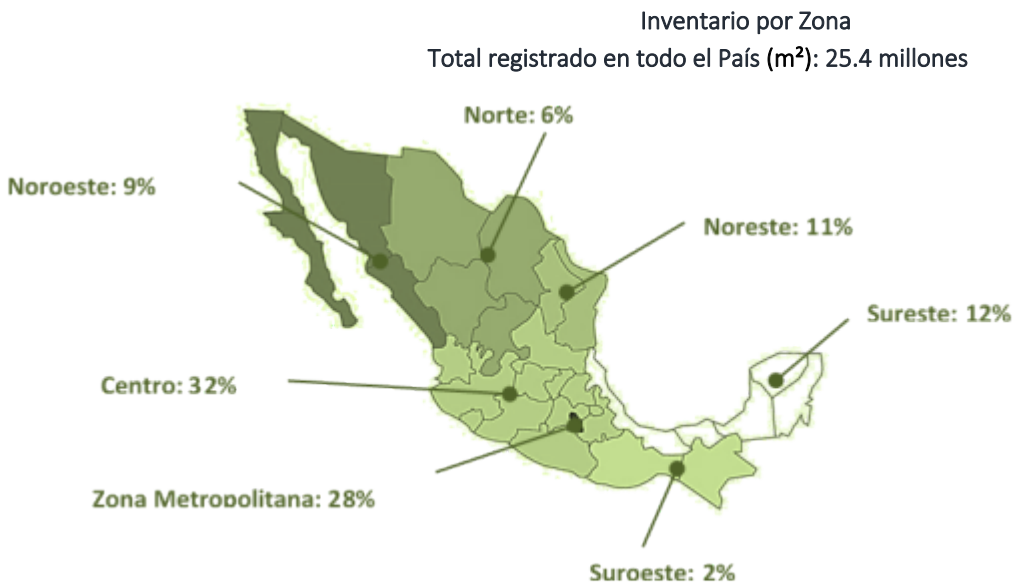 Inventario por Zona
Total registrado en todo el País (m²): 25.4 millones
Norte: 6%
Noroeste: 9%
Noreste: 11%
Sureste: 12%
Centro: 32%
Zona Metropolitana: 28%
Suroeste: 2%